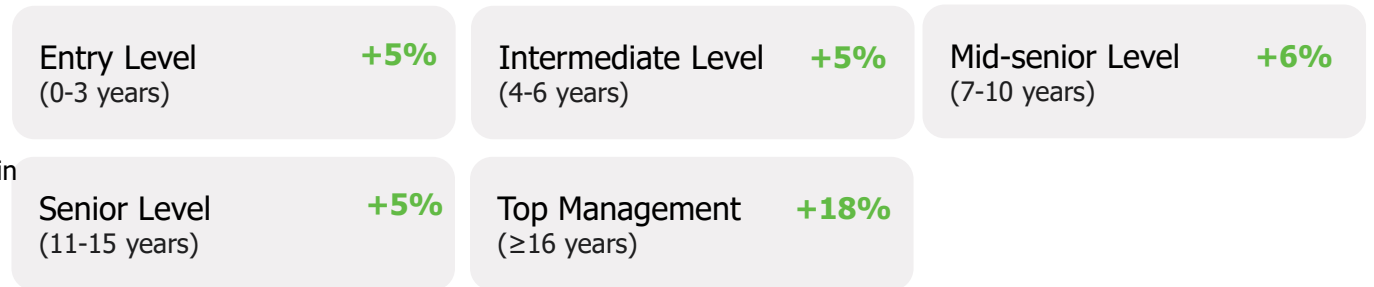 Entry Level +5%
(0-3 years)
Intermediate Level +5%
(4-6 years)
Mid-senior Level +6%
(7-10 years)
in
Senior Level +5%
(11-15 years)
Top Management +18%
(≥16 years)